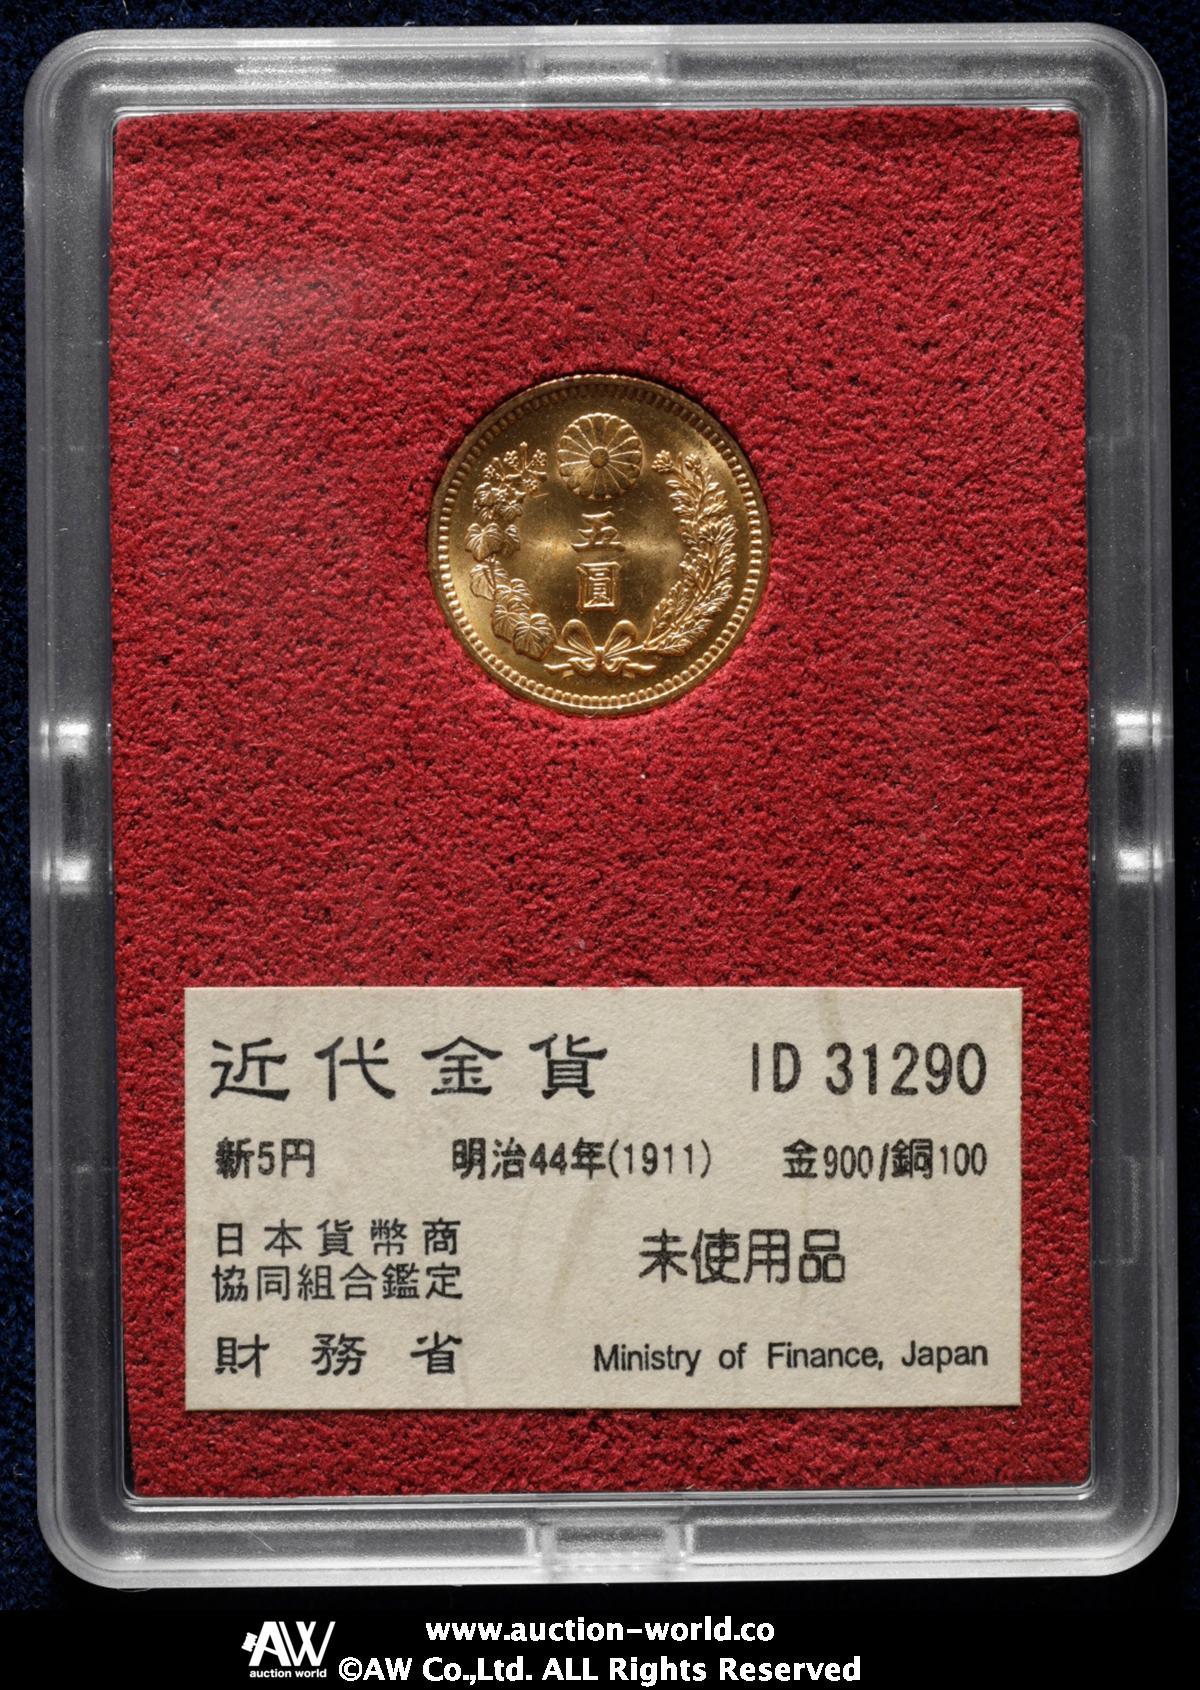 五
圓
近代金貨 ID 31290
新5円 明治44年(1911) 金900/銅100
日本貨幣商
協同組合鑑定
未使用品
財務省 Ministry of Finance, Japan
AW
auction world
www.auction-world.co
©AW Co.,Ltd. ALL Rights Reserved